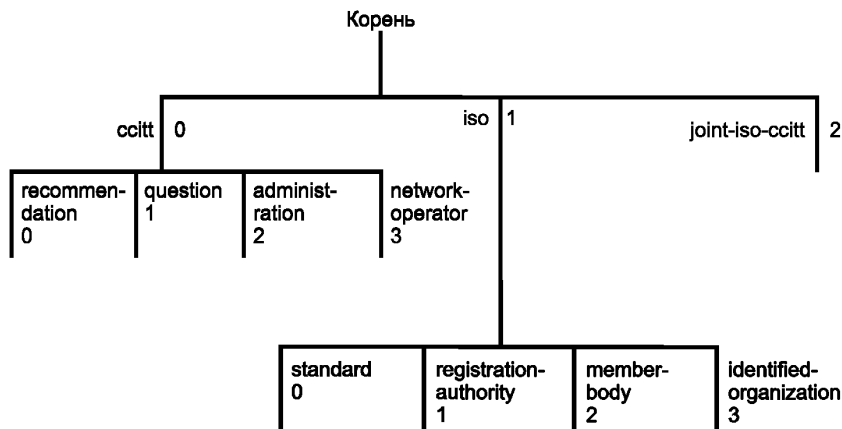 Корень
ccitt 0
iso 1
joint-iso-ccitt 2
recommen-
dation
0
question
1
administ-
ration
2
network-
operator
3
standard
0
registration-
authority
1
member-
body
2
identified-
organization
3